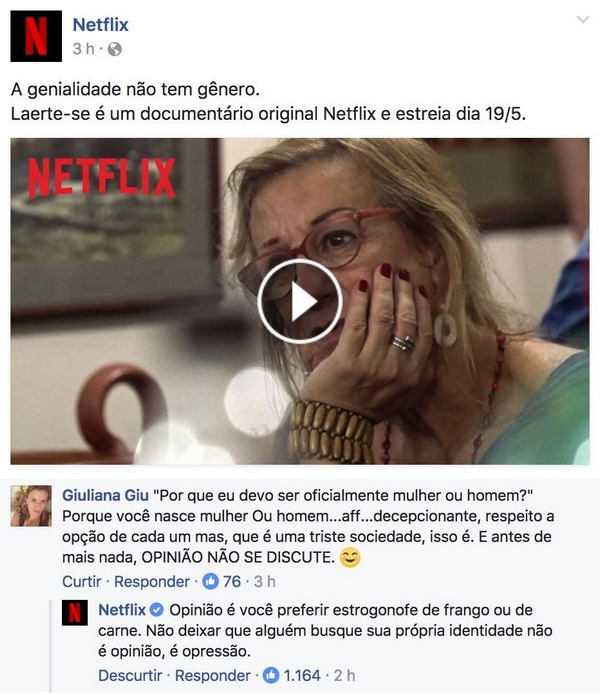 N
Netflix
3 h ·
A genialidade não tem gênero.
Laerte-se é um documentário original Netflix e estreia dia 19/5.
NETFLIX
Giuliana Giu "Por que eu devo ser oficialmente mulher ou homem?"
Porque você nasce mulher Ou homem...aff...decepcionante, respeito a
opção de cada um mas, que é uma triste sociedade, isso é. E antes de
mais nada, OPINIÃO NÃO SE DISCUTE. 😊
Curtir · Responder · 76 · 3 h
N
Netflix Opinião é você preferir estrogonofe de frango ou de
carne. Não deixar que alguém busque sua própria identidade não
é opinião, é opressão.
Descurtir · Responder · 1.164 · 2 h